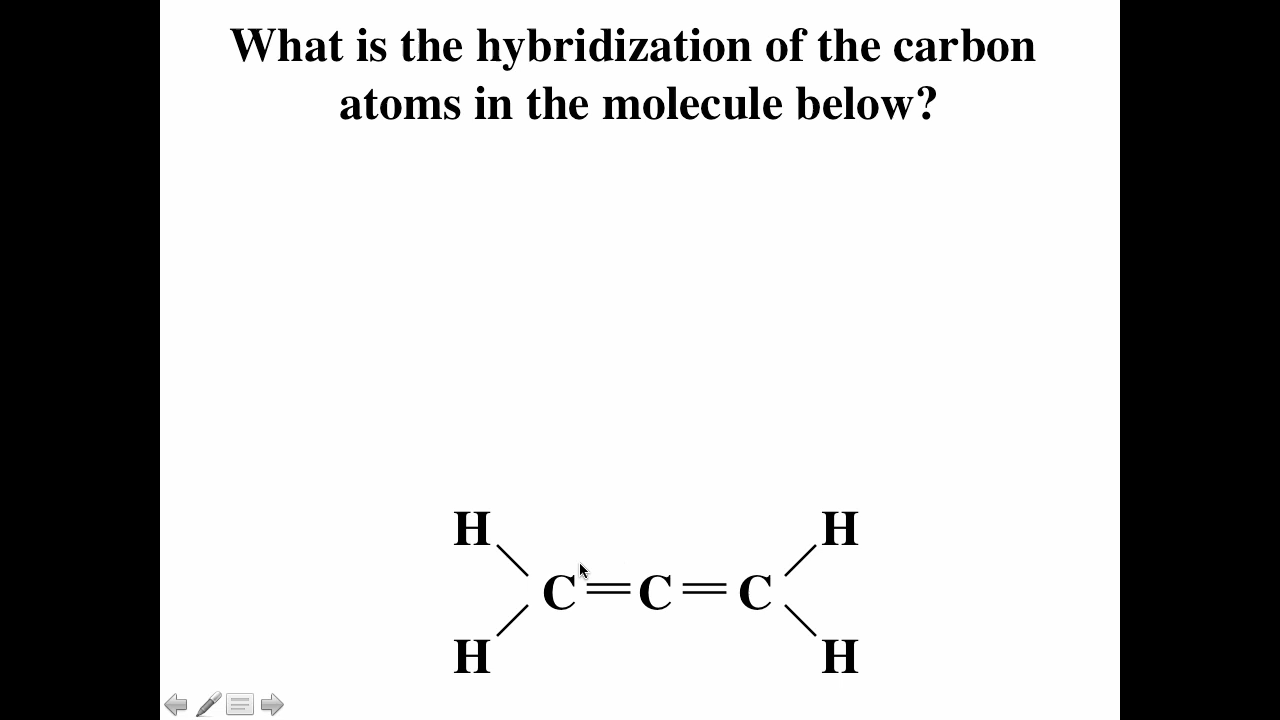 What is the hybridization of the carbon
atoms in the molecule below?
H H
C C C
H H